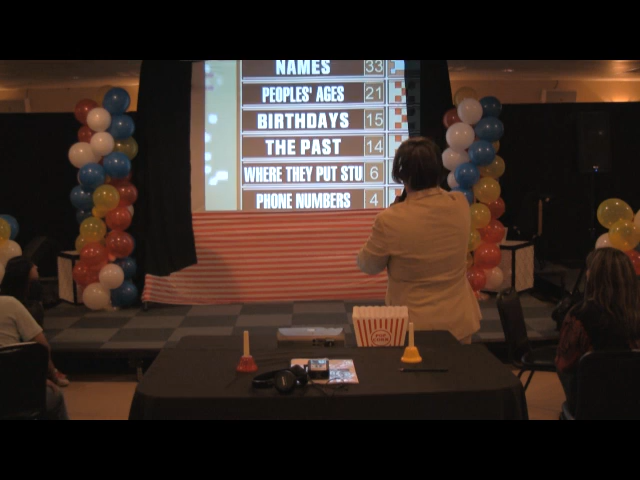 NAMES 33
PEOPLES' AGES 21
BIRTHDAYS 15
THE PAST 14
WHERE THEY PUT STU 6
PHONE NUMBERS 4